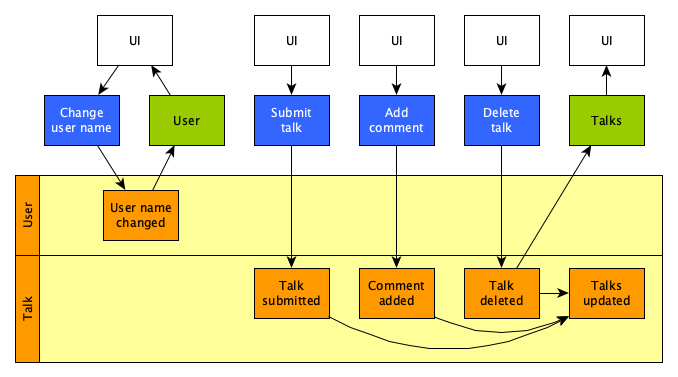 UI
UI
UI
UI
UI
Change
user name
User
Submit
talk
Add
comment
Delete
talk
Talks
User
User name
changed
Talk
Talk
submitted
Comment
added
Talk
deleted
Talks
updated